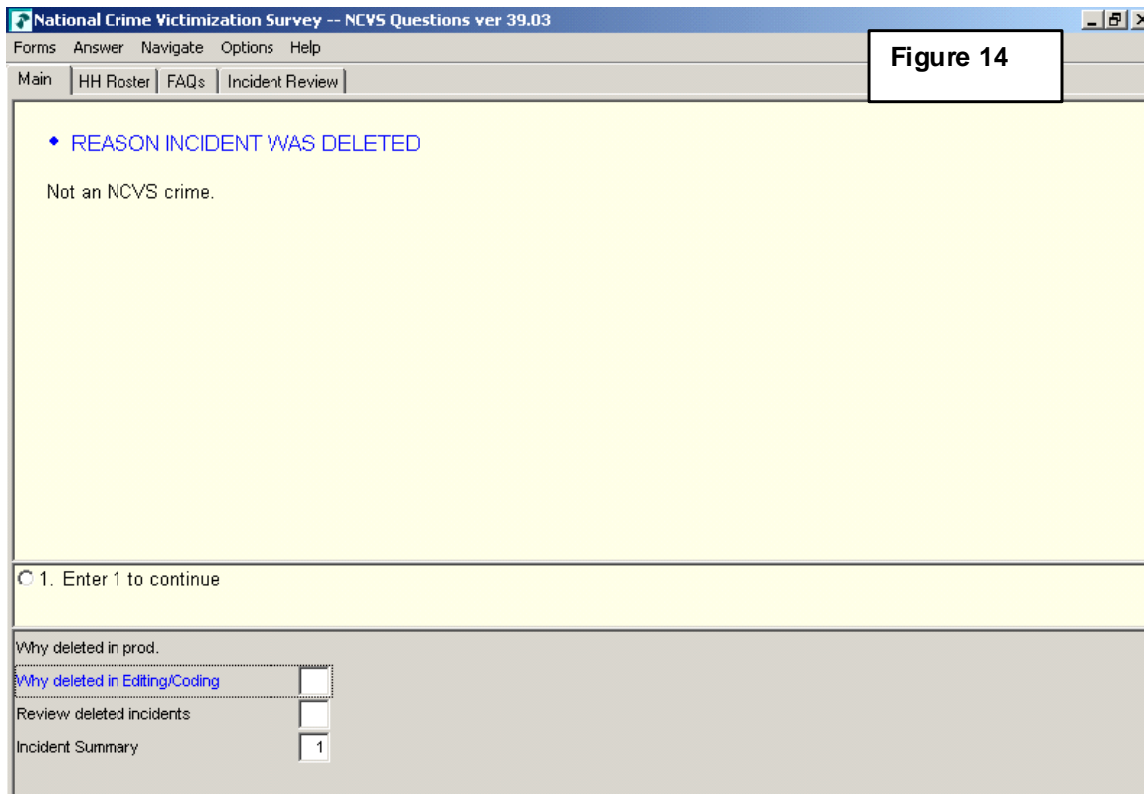 National Crime Victimization Survey -- NCVS Questions ver 39.03
Forms Answer Navigate Options Help
Figure 14
Main HH Roster FAQs Incident Review
REASON INCIDENT WAS DELETED
Not an NCVS crime.
1. Enter 1 to continue
Why deleted in prod.
Why deleted in Editing/Coding
Review deleted incidents
Incident Summary 1